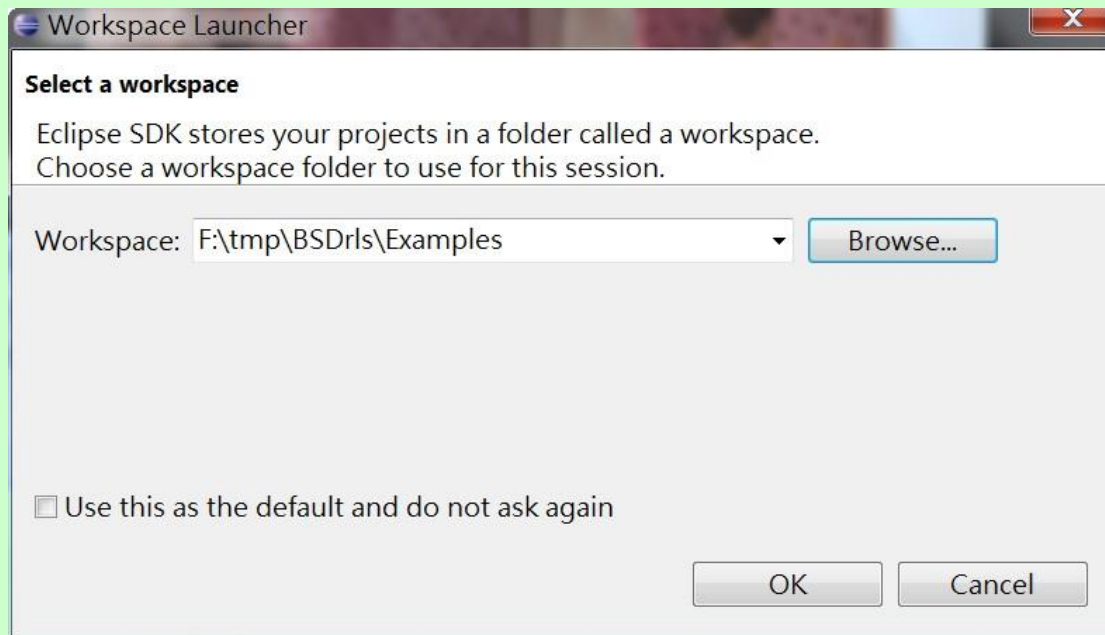 Workspace Launcher
Select a workspace
Eclipse SDK stores your projects in a folder called a workspace.
Choose a workspace folder to use for this session.
Workspace: F:\tmp\BSDrls\Examples Browse...
Use this as the default and do not ask again
OK Cancel